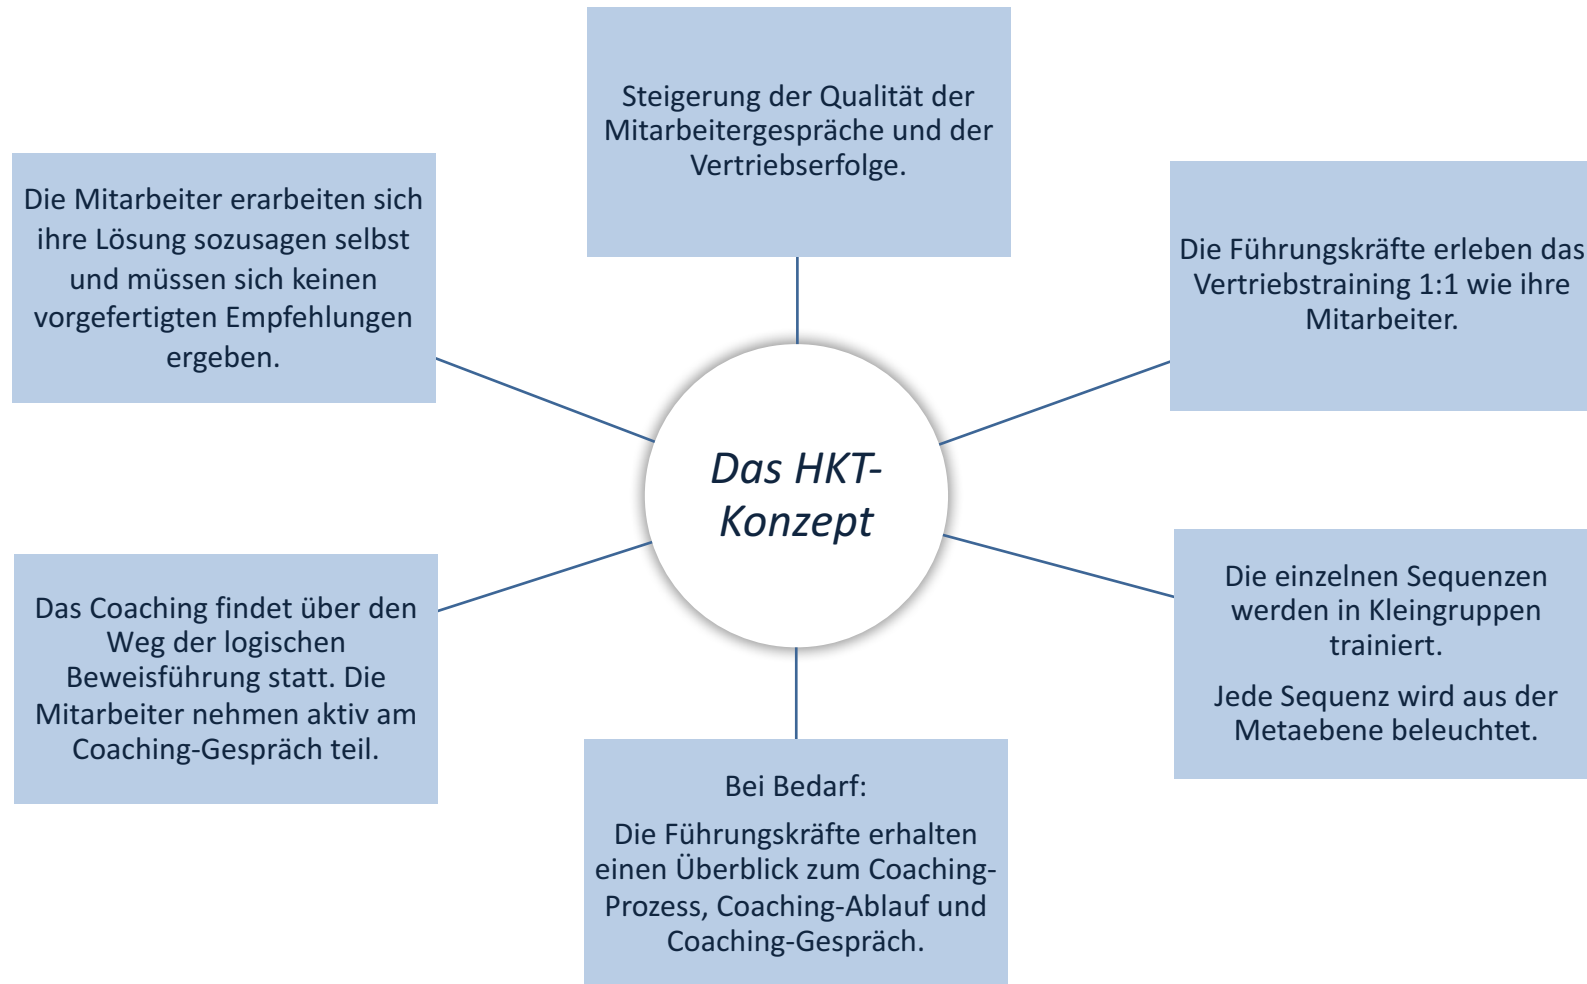 Steigerung der Qualität der
Mitarbeitergespräche und der
Vertriebserfolge.
Die Führungskräfte erleben das
Vertriebstraining 1:1 wie ihre
Mitarbeiter.
Die einzelnen Sequenzen
werden in Kleingruppen
trainiert.
Jede Sequenz wird aus der
Metaebene beleuchtet.
Bei Bedarf:
Die Führungskräfte erhalten
einen Überblick zum Coaching-
Prozess, Coaching-Ablauf und
Coaching-Gespräch.
Das Coaching findet über den
Weg der logischen
Beweisführung statt. Die
Mitarbeiter nehmen aktiv am
Coaching-Gespräch teil.
Die Mitarbeiter erarbeiten sich
ihre Lösung sozusagen selbst
und müssen sich keinen
vorgefertigten Empfehlungen
ergeben.
Das HKT-
Konzept